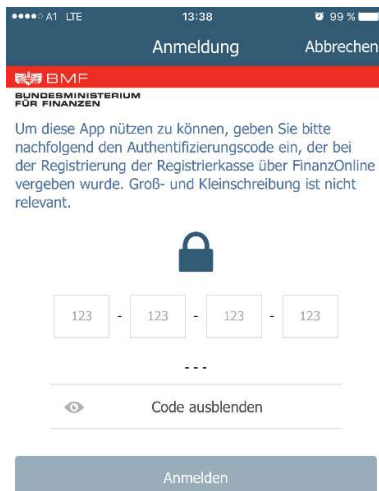 A1 LTE 13:38 99 %
Anmeldung Abbrechen
BMF
BUNDESMINISTERIUM
FÜR FINANZEN
Um diese App nützen zu können, geben Sie bitte
nachfolgend den Authentifizierungscode ein, der bei
der Registrierung der Registrierkasse über FinanzOnline
vergeben wurde. Groß- und Kleinschreibung ist nicht
relevant.
123 - 123 - 123 - 123
---
Code ausblenden
Anmelden